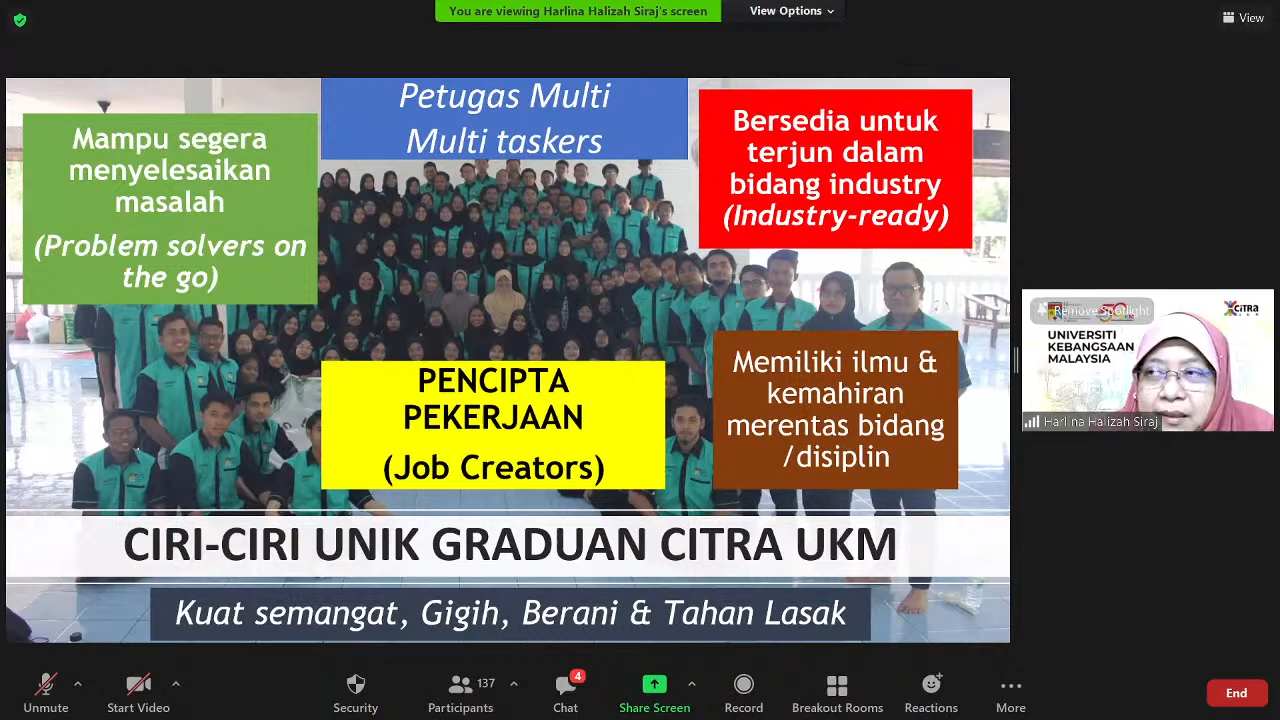 You are viewing Harlina Halizah Siraj's screen
View Options
View
Petugas Multi
Multi taskers
Mampu segera
menyelesaikan
masalah
(Problem solvers on
the go)
Bersedia untuk
terjun dalam
bidang industry
(Industry-ready)
PENCIPTA
PEKERJAAN
(Job Creators)
Memiliki ilmu &
kemahiran
merentas bidang
/disiplin
CIRI-CIRI UNIK GRADUAN CITRA UKM
Kuat semangat, Gigih, Berani & Tahan Lasak
Remove Spotlight
CiTRA
UNIVERSITI
KEBANGSAAN
MALAYSIA
Harlina Halizah Siraj
Unmute
Start Video
Security
137
Participants
4
Chat
Share Screen
Record
Breakout Rooms
Reactions
More
End